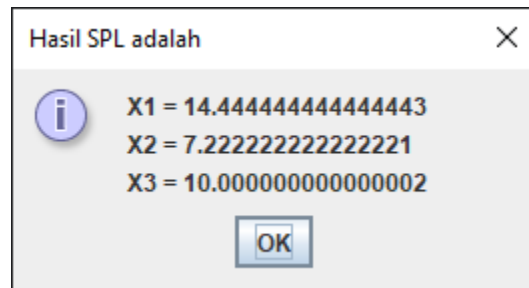 Hasil SPL adalah
X1 = 14.444444444444443
X2 = 7.222222222222221
X3 = 10.000000000000002
OK